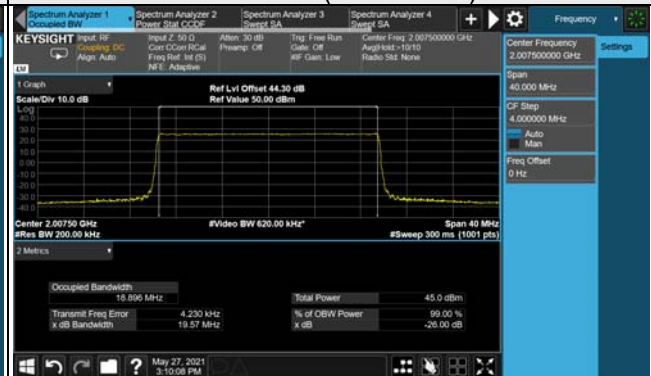 Spectrum Analyzer 1
Occupied BW
Spectrum Analyzer 2
Power Stat CCDF
Spectrum Analyzer 3
Swept SA
Spectrum Analyzer 4
Swept SA
+
Frequency
KEYSIGHT
Input: RF
Coupling: DC
Align: Auto
Input Z: 50 Ω
Corr CCorr RCal
Freq Ref: Int (S)
NFE: Adaptive
Atten: 30 dB
Preamp: Off
Trig: Free Run
Gate: Off
#IF Gain: Low
Center Freq: 2.007500000 GHz
Avg|Hold:>10/10
Radio Std: None
Center Frequency
2.007500000 GHz
Settings
Span
40.000 MHz
CF Step
4.000000 MHz
Auto
Man
Freq Offset
0 Hz
LXI
1 Graph
Scale/Div 10.0 dB
Ref Lvl Offset 44.30 dB
Ref Value 50.00 dBm
Log
40.0
30.0
20.0
10.0
0.00
-10.0
-20.0
-30.0
-40.0
Center 2.00750 GHz
#Res BW 200.00 kHz
#Video BW 620.00 kHz*
Span 40 MHz
#Sweep 300 ms (1001 pts)
2 Metrics
Occupied Bandwidth
16.896 MHz
Total Power
45.0 dBm
Transmit Freq Error
4.230 kHz
% of OBW Power
99.00 %
x dB Bandwidth
19.57 MHz
x dB
-26.00 dB
?
May 27, 2021
3:10:08 PM